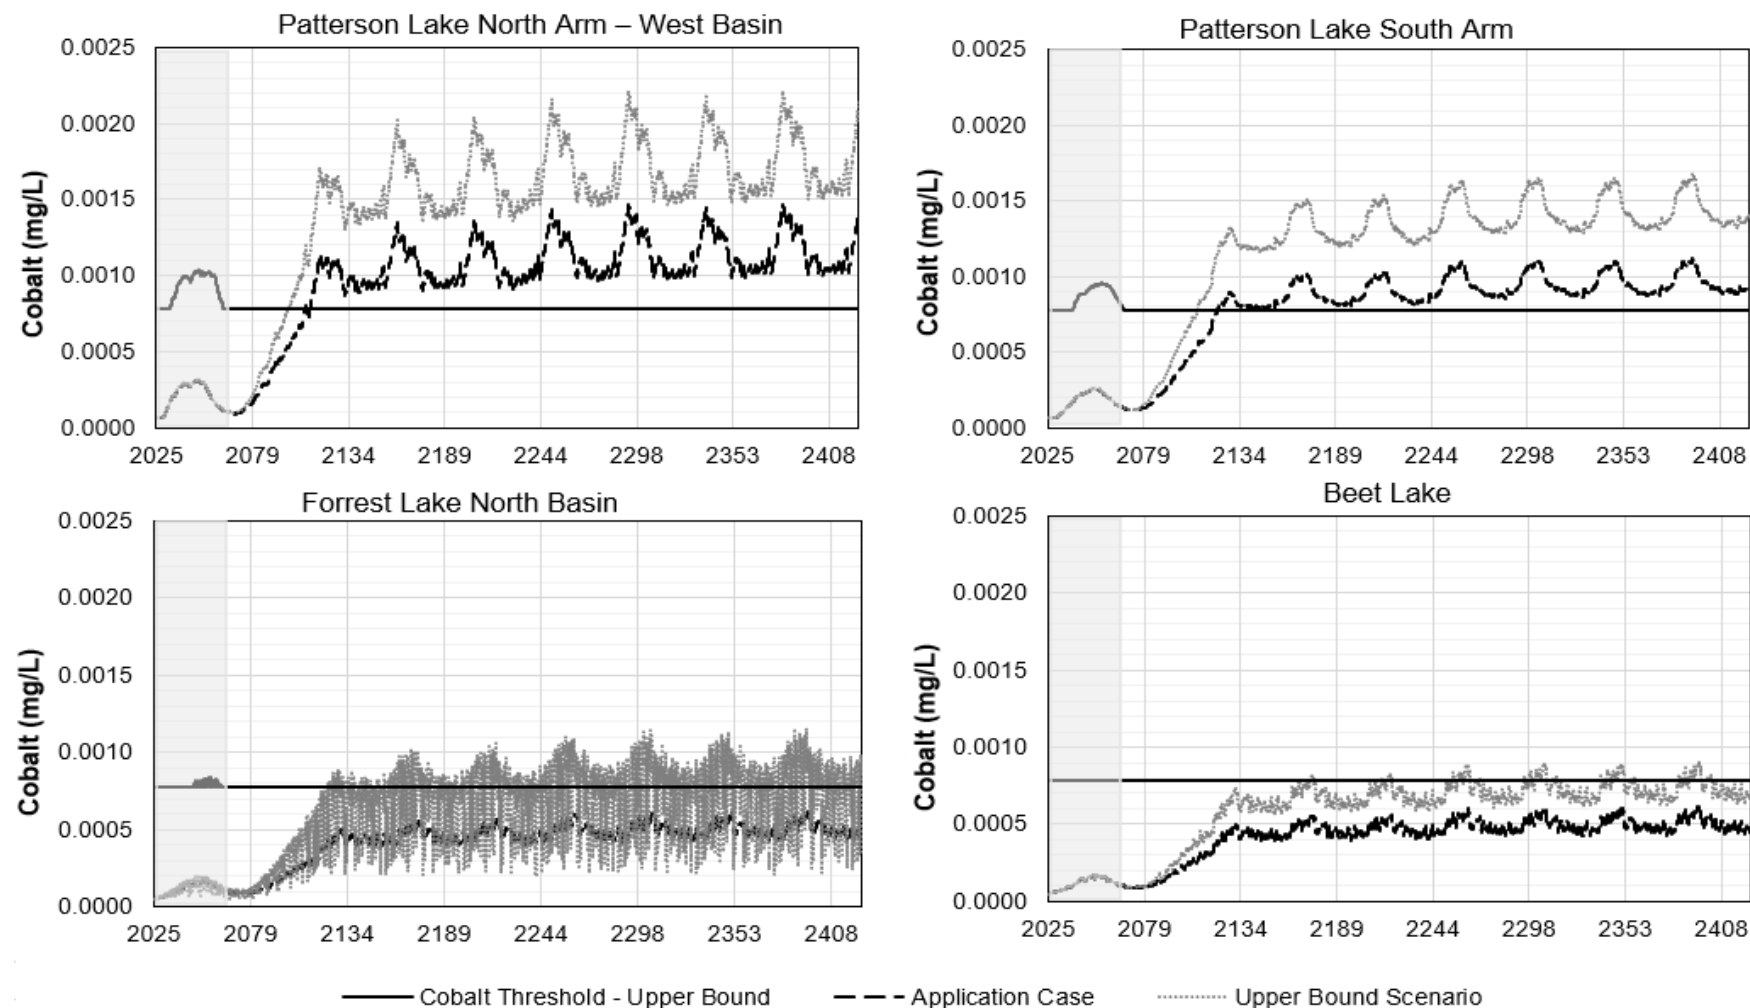 Patterson Lake North Arm – West Basin
Cobalt (mg/L)
0.0025
0.0020
0.0015
0.0010
0.0005
0.0000
2025 2079 2134 2189 2244 2298 2353 2408
Patterson Lake South Arm
Cobalt (mg/L)
0.0025
0.0020
0.0015
0.0010
0.0005
0.0000
2025 2079 2134 2189 2244 2298 2353 2408
Forrest Lake North Basin
Cobalt (mg/L)
0.0025
0.0020
0.0015
0.0010
0.0005
0.0000
2025 2079 2134 2189 2244 2298 2353 2408
Beet Lake
Cobalt (mg/L)
0.0025
0.0020
0.0015
0.0010
0.0005
0.0000
2025 2079 2134 2189 2244 2298 2353 2408
Cobalt Threshold - Upper Bound Application Case Upper Bound Scenario